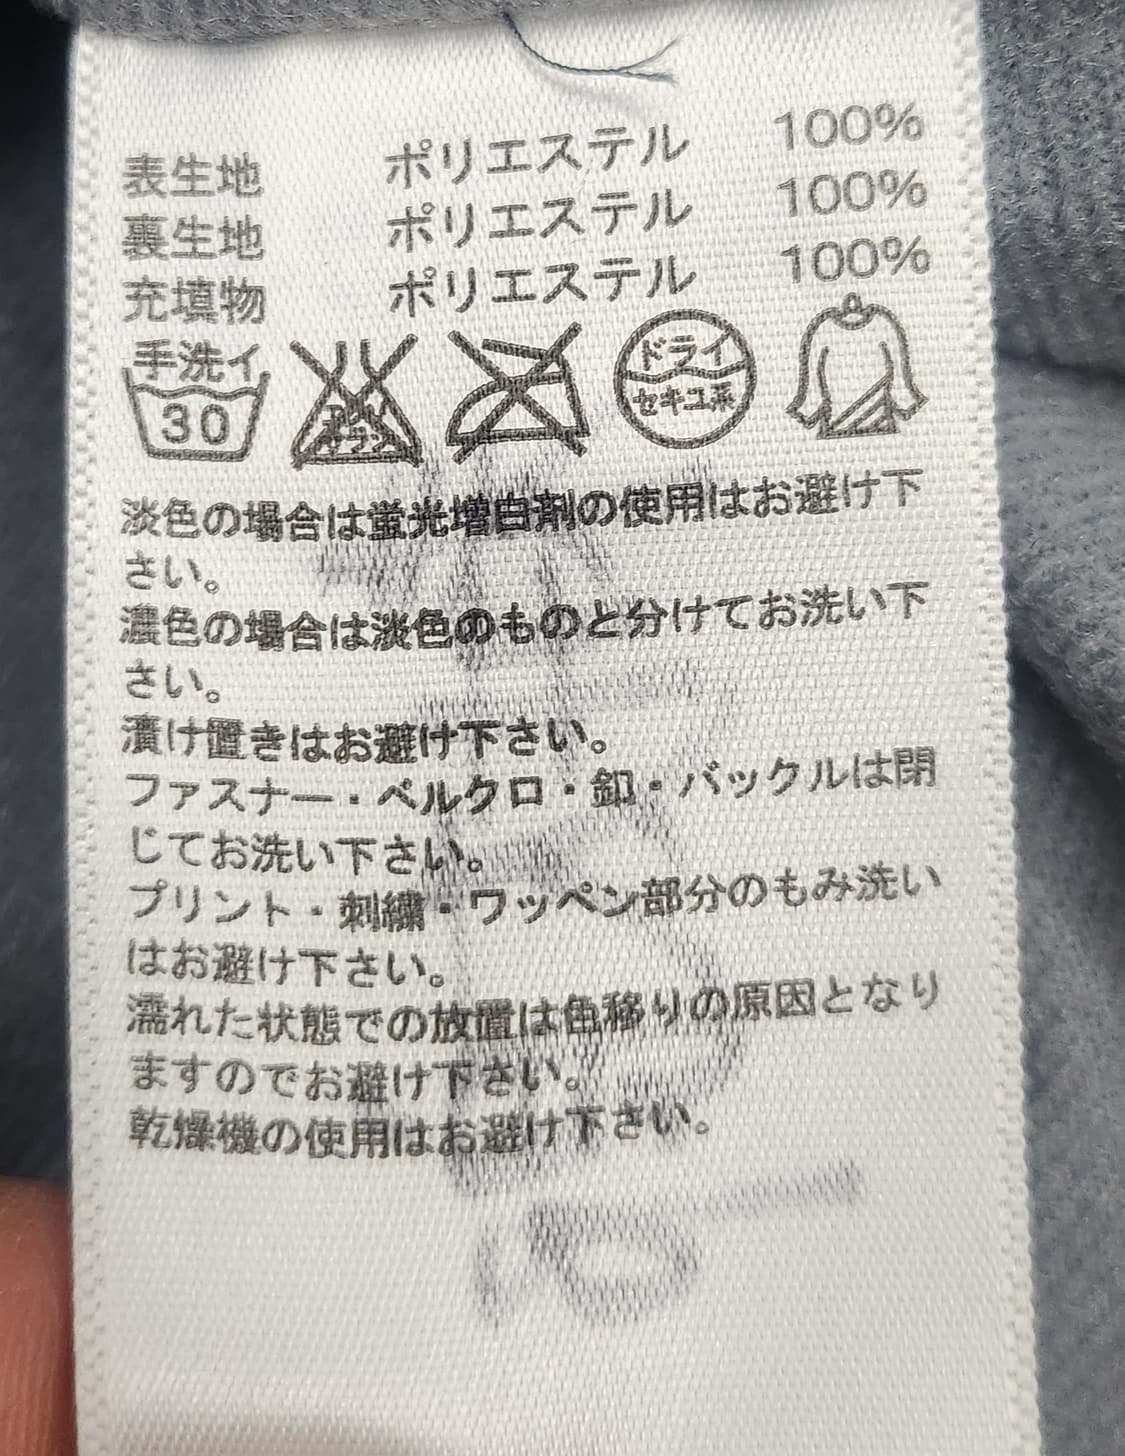 表生地 ポリエステル 100%
裏生地 ポリエステル 100%
充填物 ポリエステル 100%
手洗イ
30
ドライ
セキユ系
淡色の場合は蛍光増白剤の使用はお避け下
さい。
濃色の場合は淡色のものと分けてお洗い下
さい。
漬け置きはお避け下さい。
ファスナー・ベルクロ・釦・バックルは閉
じてお洗い下さい。
プリント・刺繍・ワッペン部分のもみ洗い
はお避け下さい。
濡れた状態での放置は色移りの原因となり
ますのでお避け下さい。
乾燥機の使用はお避け下さい。